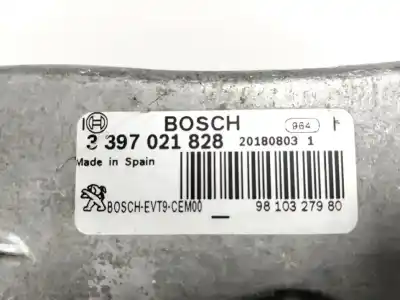 BOSCH 964
3 397 021 828 20180803 1
Made in Spain
BOSCH-EVT9-CEM00 98 103 279 80